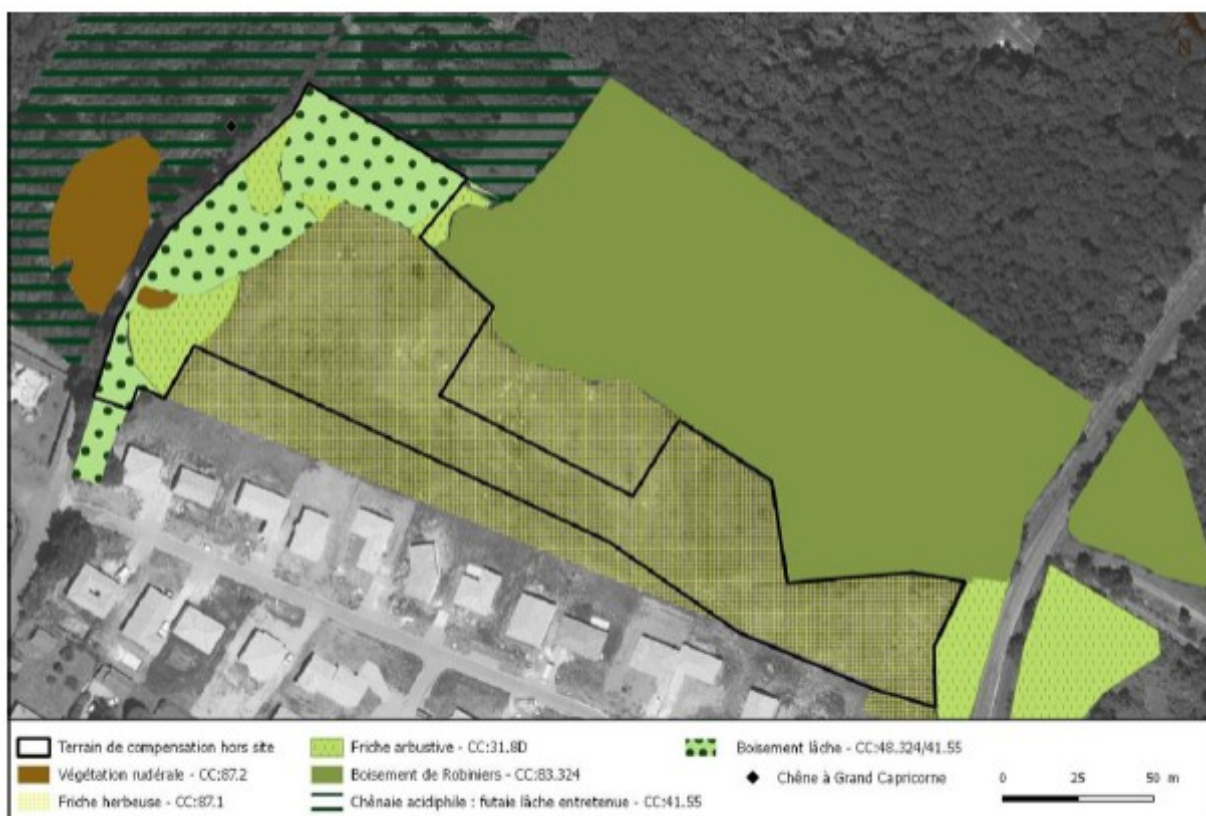 N
Terrain de compensation hors site
Végétation rudérale - CC:87.2
Friche herbeuse - CC:87.1
Friche arbustive - CC:31.8D
Boisement de Robiniers - CC:83.324
Chênaie acidiphile : futaie lâche entretenue - CC:41.55
Boisement lâche - CC:48.324/41.55
Chêne à Grand Capricorne
0 25 50 m